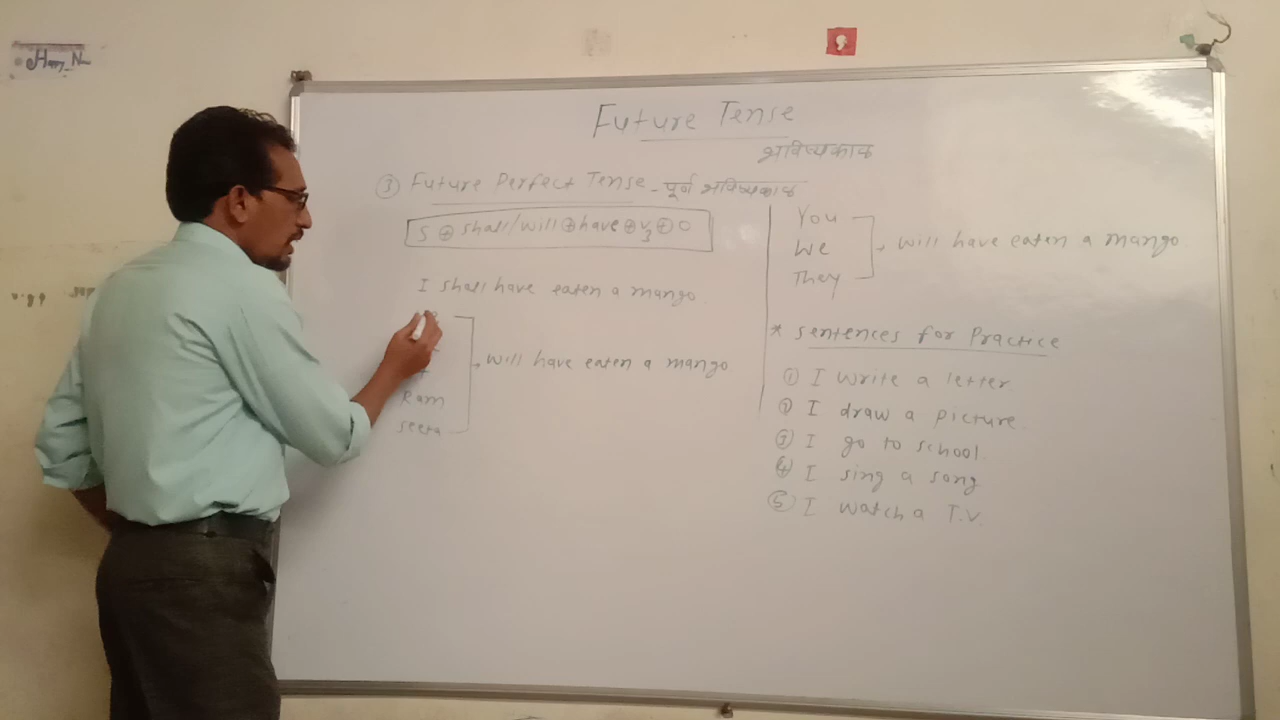 Happy
Future Tense
भविष्यकाळ
③ Future Perfect Tense - पूर्ण भविष्यकाळ
S ⊕ shall/will ⊕ have ⊕ V3 ⊕ O
I shall have eaten a mango.
Ram
Seeta
will have eaten a mango
You
We
They
will have eaten a mango.
* Sentences for Practice
① I write a letter.
② I draw a picture.
③ I go to school.
④ I sing a song
⑤ I watch a T.V.